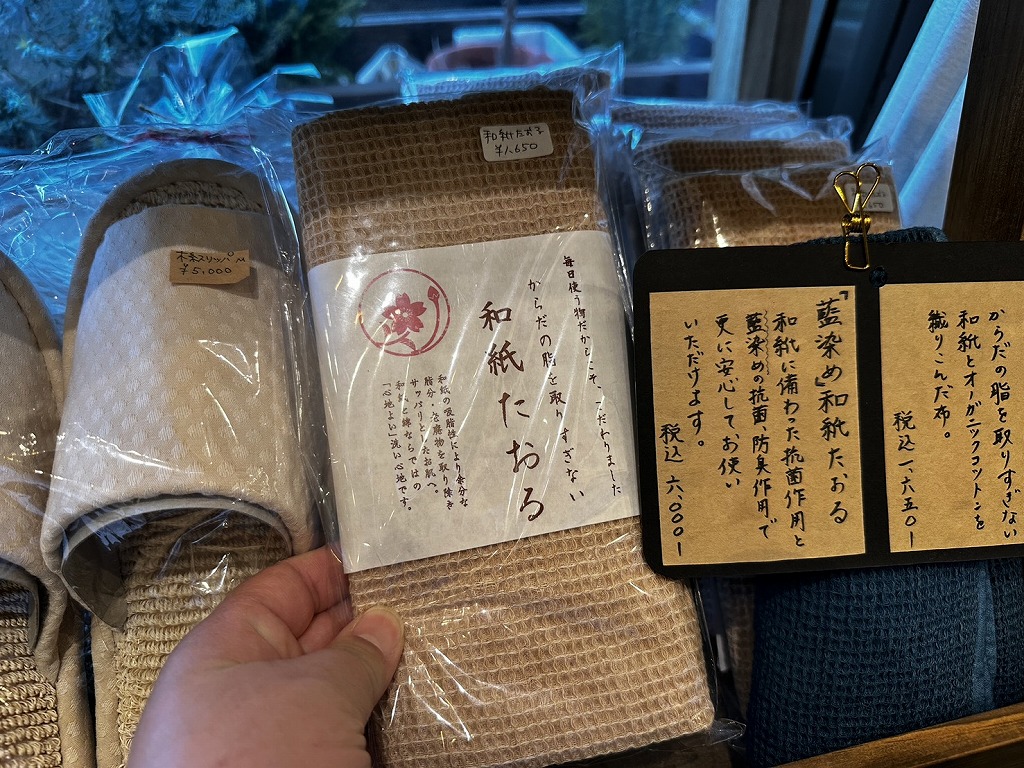 和紙たおる
¥1,650
スリッパ M
¥5,000
毎日使う物だからこそ、こだわりました
からだの脂を取り すぎない
和紙たおる
和紙の吸脂性により余分な
脂分・老廃物を取り除き
サッパリとしたお肌へ。
和紙と綿ならではの
「心地よい」洗い心地です。
からだの脂を取りすぎない
和紙とオーガニックコットンを
織りこんだ布。
税込 一、六五〇ー
「藍染め」和紙たおる
和紙に備わった抗菌作用と
藍染めの抗菌、防臭作用で
更に安心してお使い
いただけます。
税込 六、〇〇〇ー